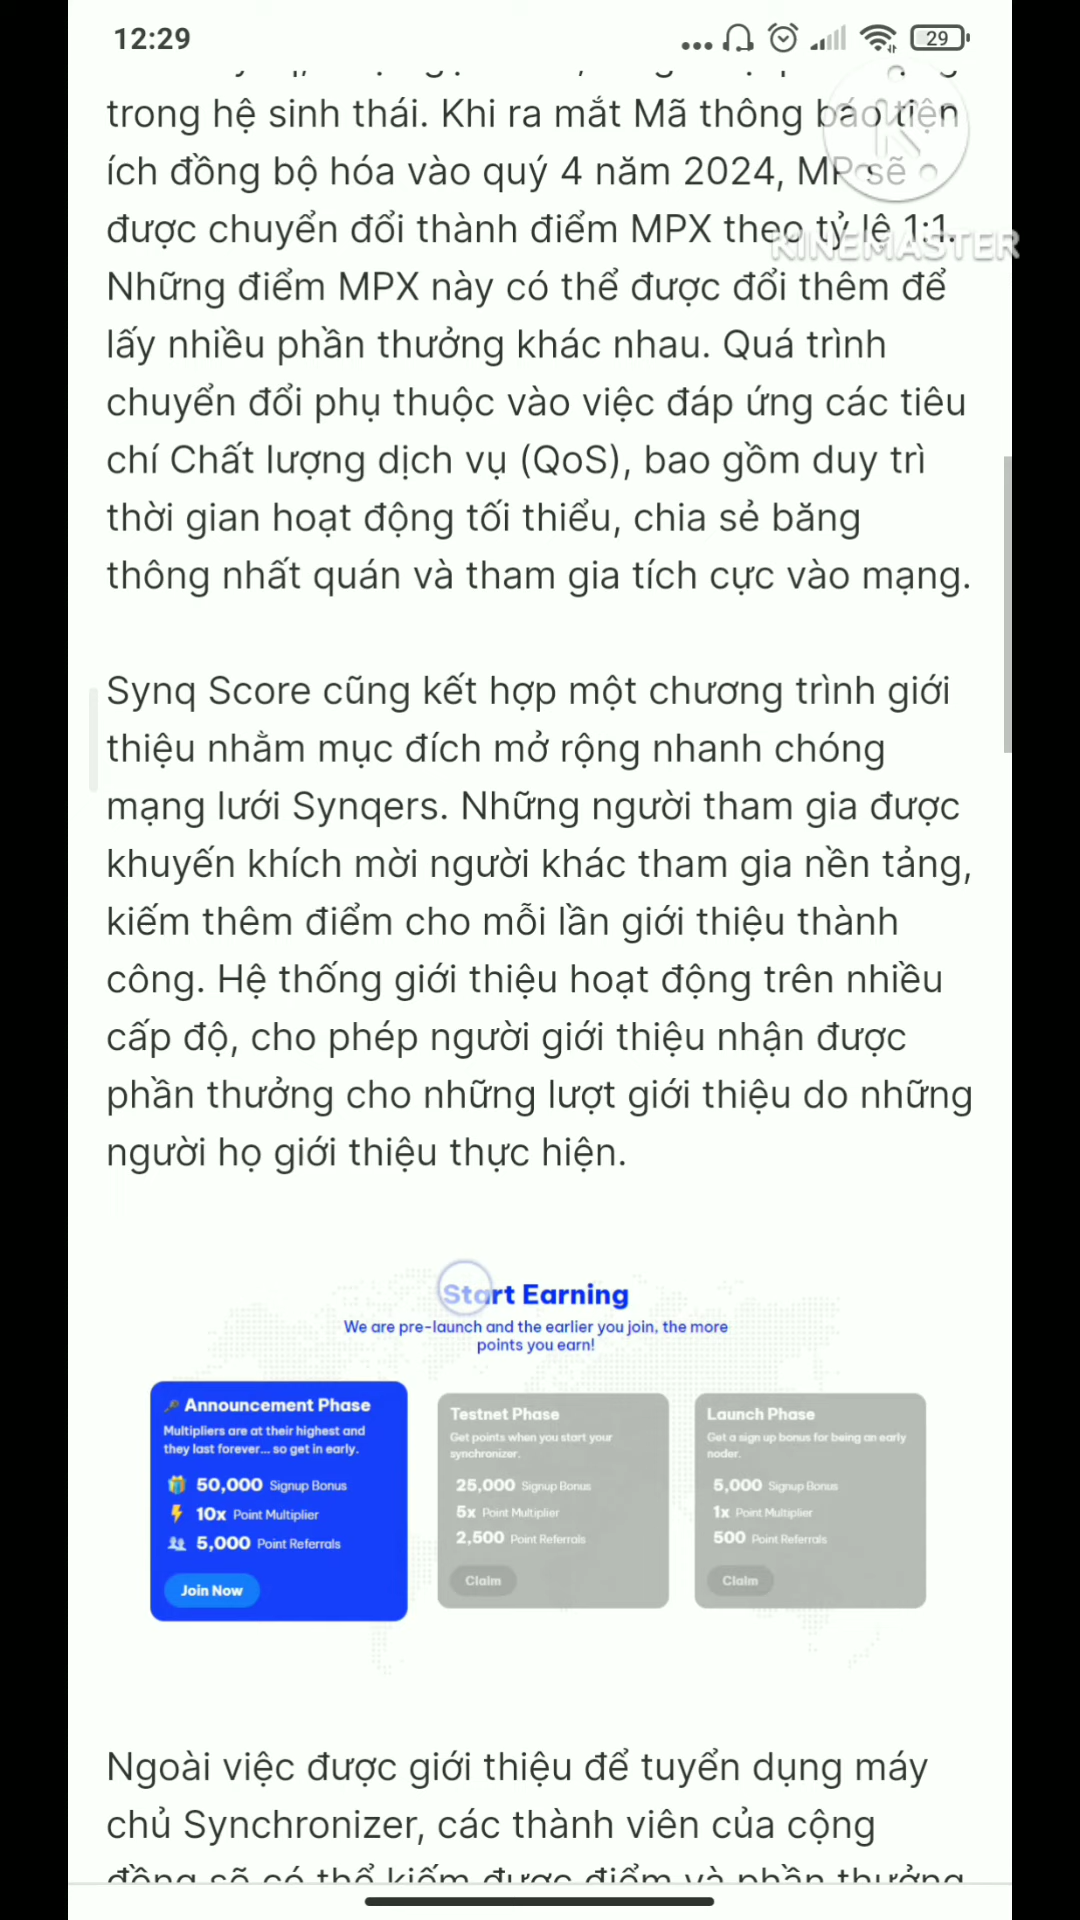 12:29
29
trong hệ sinh thái. Khi ra mắt Mã thông báo tiện
ích đồng bộ hóa vào quý 4 năm 2024, MP sẽ
được chuyển đổi thành điểm MPX theo tỷ lệ 1:1.
KINEMASTER
Những điểm MPX này có thể được đổi thêm để
lấy nhiều phần thưởng khác nhau. Quá trình
chuyển đổi phụ thuộc vào việc đáp ứng các tiêu
chí Chất lượng dịch vụ (QoS), bao gồm duy trì
thời gian hoạt động tối thiểu, chia sẻ băng
thông nhất quán và tham gia tích cực vào mạng.
Synq Score cũng kết hợp một chương trình giới
thiệu nhằm mục đích mở rộng nhanh chóng
mạng lưới Synqers. Những người tham gia được
khuyến khích mời người khác tham gia nền tảng,
kiếm thêm điểm cho mỗi lần giới thiệu thành
công. Hệ thống giới thiệu hoạt động trên nhiều
cấp độ, cho phép người giới thiệu nhận được
phần thưởng cho những lượt giới thiệu do những
người họ giới thiệu thực hiện.
Start Earning
We are pre-launch and the earlier you join, the more
points you earn!
Announcement Phase
Multipliers are at their highest and
they last forever... so get in early.
50,000 Signup Bonus
10x Point Multiplier
5,000 Point Referrals
Join Now
Testnet Phase
Get points when you start your
synchronizer.
25,000 Signup Bonus
5x Point Multiplier
2,500 Point Referrals
Claim
Launch Phase
Get a sign up bonus for being an early
noder.
5,000 Signup Bonus
1x Point Multiplier
500 Point Referrals
Claim
Ngoài việc được giới thiệu để tuyển dụng máy
chủ Synchronizer, các thành viên của cộng
đồng sẽ có thể kiếm được điểm và phần thưởng